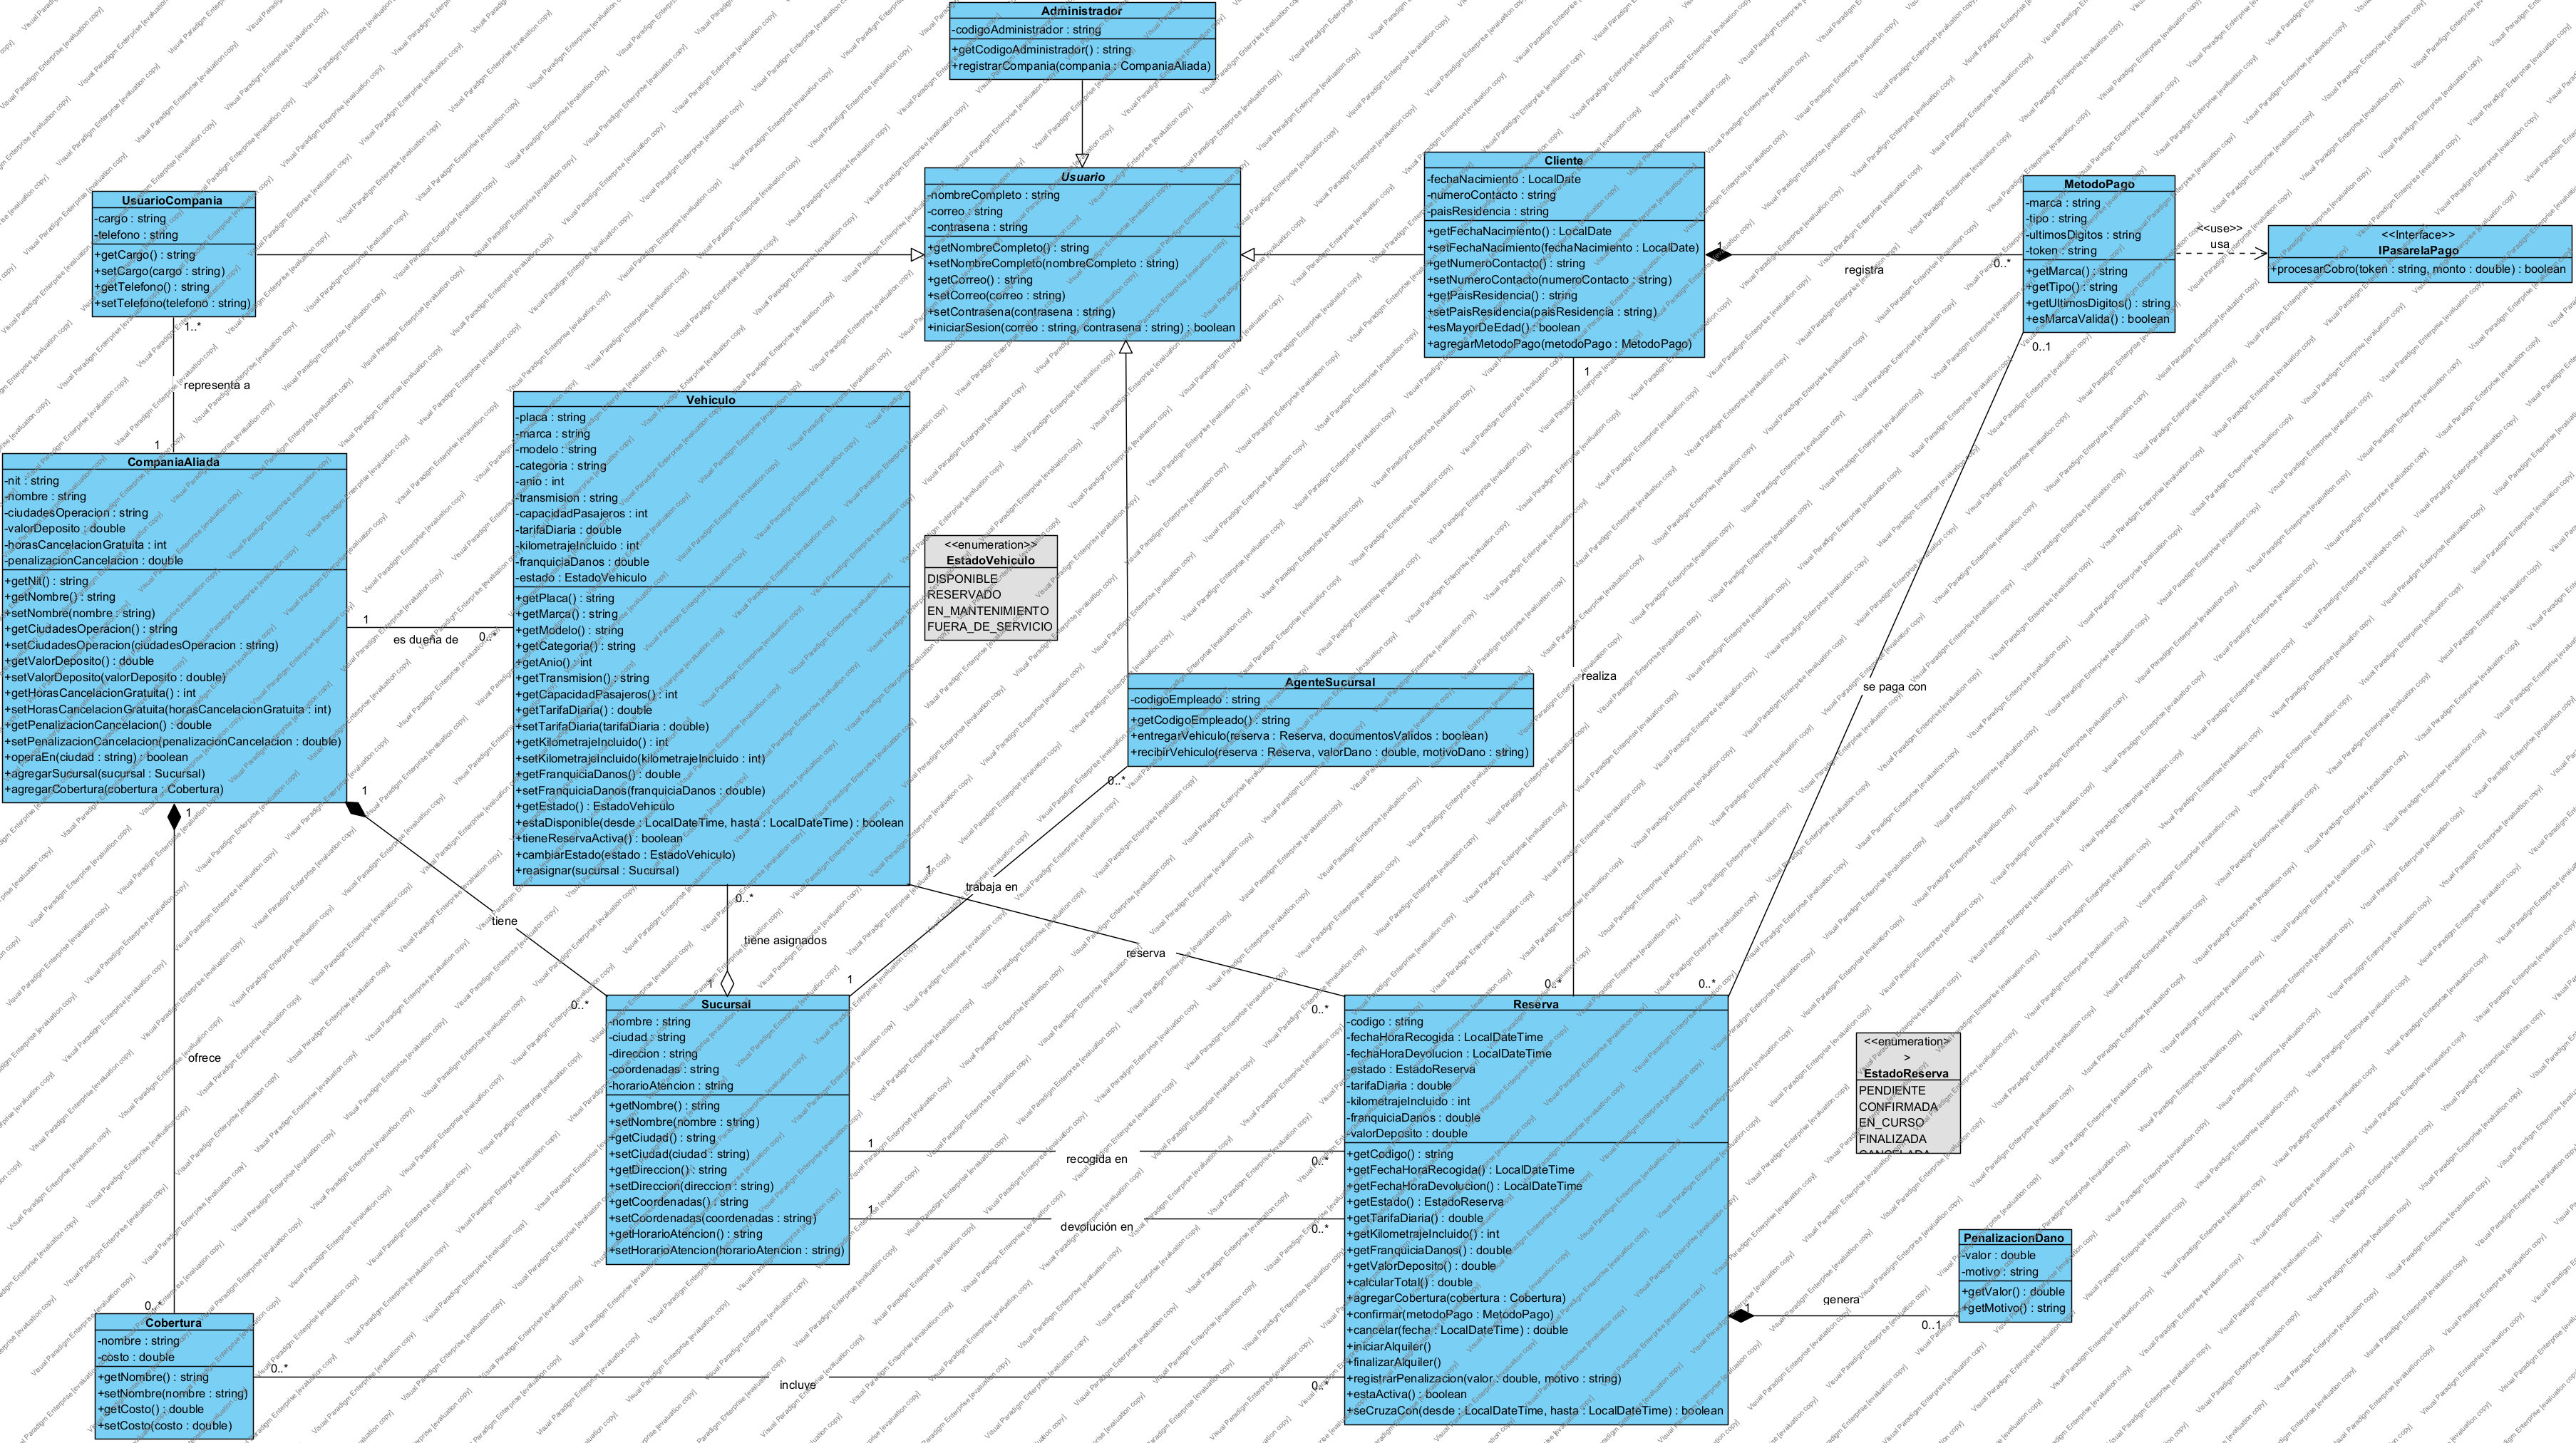 Administrador
-codigoAdministrador : string
+getCodigoAdministrador() : string
+registrarCompania(compania : CompaniaAliada)
Usuario
-nombreCompleto : string
-correo : string
-contrasena : string
+getNombreCompleto() : string
+setNombreCompleto(nombreCompleto : string)
+getCorreo() : string
+setCorreo(correo : string)
+setContrasena(contrasena : string)
+iniciarSesion(correo : string, contrasena : string) : boolean
Cliente
-fechaNacimiento : LocalDate
-numeroContacto : string
-paisResidencia : string
+getFechaNacimiento() : LocalDate
+setFechaNacimiento(fechaNacimiento : LocalDate)
+getNumeroContacto() : string
+setNumeroContacto(numeroContacto : string)
+getPaisResidencia() : string
+setPaisResidencia(paisResidencia : string)
+esMayorDeEdad() : boolean
+agregarMetodoPago(metodoPago : MetodoPago)
1
registra
0..*
MetodoPago
-marca : string
-tipo : string
-ultimosDigitos : string
-token : string
+getMarca() : string
+getTipo() : string
+getUltimosDigitos() : string
+esMarcaValida() : boolean
<<use>>
usa
<<Interface>>
IPasarelaPago
+procesarCobro(token : string, monto : double) : boolean
UsuarioCompania
-cargo : string
-telefono : string
+getCargo() : string
+setCargo(cargo : string)
+getTelefono() : string
+setTelefono(telefono : string)
1..*
representa a
1
CompaniaAliada
-nit : string
-nombre : string
-ciudadesOperacion : string
-valorDeposito : double
-horasCancelacionGratuita : int
-penalizacionCancelacion : double
+getNit() : string
+getNombre() : string
+setNombre(nombre : string)
+getCiudadesOperacion() : string
+setCiudadesOperacion(ciudadesOperacion : string)
+getValorDeposito() : double
+setValorDeposito(valorDeposito : double)
+getHorasCancelacionGratuita() : int
+setHorasCancelacionGratuita(horasCancelacionGratuita : int)
+getPenalizacionCancelacion() : double
+setPenalizacionCancelacion(penalizacionCancelacion : double)
+operaEn(ciudad : string) : boolean
+agregarSucursal(sucursal : Sucursal)
+agregarCobertura(cobertura : Cobertura)
1
es dueña de
0..*
Vehiculo
-placa : string
-marca : string
-modelo : string
-categoria : string
-anio : int
-transmision : string
-capacidadPasajeros : int
-tarifaDiaria : double
-kilometrajeIncluido : int
-franquiciaDanos : double
-estado : EstadoVehiculo
+getPlaca() : string
+getMarca() : string
+getModelo() : string
+getCategoria() : string
+getAnio() : int
+getTransmision() : string
+getCapacidadPasajeros() : int
+getTarifaDiaria() : double
+setTarifaDiaria(tarifaDiaria : double)
+getKilometrajeIncluido() : int
+setKilometrajeIncluido(kilometrajeIncluido : int)
+getFranquiciaDanos() : double
+setFranquiciaDanos(franquiciaDanos : double)
+getEstado() : EstadoVehiculo
+estaDisponible(desde : LocalDateTime, hasta : LocalDateTime) : boolean
+tieneReservaActiva() : boolean
+cambiarEstado(estado : EstadoVehiculo)
+reasignar(sucursal : Sucursal)
<<enumeration>>
EstadoVehiculo
DISPONIBLE
RESERVADO
EN_MANTENIMIENTO
FUERA_DE_SERVICIO
AgenteSucursal
-codigoEmpleado : string
+getCodigoEmpleado() : string
+entregarVehiculo(reserva : Reserva, documentosValidos : boolean)
+recibirVehiculo(reserva : Reserva, valorDano : double, motivoDano : string)
0..*
trabaja en
1
1
realiza
0..*
0..1
se paga con
0..*
1
reserva
0..*
1
tiene
0..*
0..*
tiene asignados
1
1
ofrece
0..*
Sucursal
-nombre : string
-ciudad : string
-direccion : string
-coordenadas : string
-horarioAtencion : string
+getNombre() : string
+setNombre(nombre : string)
+getCiudad() : string
+setCiudad(ciudad : string)
+getDireccion() : string
+setDireccion(direccion : string)
+getCoordenadas() : string
+setCoordenadas(coordenadas : string)
+getHorarioAtencion() : string
+setHorarioAtencion(horarioAtencion : string)
1
recogida en
0..*
1
devolución en
0..*
Reserva
-codigo : string
-fechaHoraRecogida : LocalDateTime
-fechaHoraDevolucion : LocalDateTime
-estado : EstadoReserva
-tarifaDiaria : double
-kilometrajeIncluido : int
-franquiciaDanos : double
-valorDeposito : double
+getCodigo() : string
+getFechaHoraRecogida() : LocalDateTime
+getFechaHoraDevolucion() : LocalDateTime
+getEstado() : EstadoReserva
+getTarifaDiaria() : double
+getKilometrajeIncluido() : int
+getFranquiciaDanos() : double
+getValorDeposito() : double
+calcularTotal() : double
+agregarCobertura(cobertura : Cobertura)
+confirmar(metodoPago : MetodoPago)
+cancelar(fecha : LocalDateTime) : double
+iniciarAlquiler()
+finalizarAlquiler()
+registrarPenalizacion(valor : double, motivo : string)
+estaActiva() : boolean
+seCruzaCon(desde : LocalDateTime, hasta : LocalDateTime) : boolean
<<enumeration>
>
EstadoReserva
PENDIENTE
CONFIRMADA
EN_CURSO
FINALIZADA
1
genera
0..1
PenalizacionDano
-valor : double
-motivo : string
+getValor() : double
+getMotivo() : string
Cobertura
-nombre : string
-costo : double
+getNombre() : string
+setNombre(nombre : string)
+getCosto() : double
+setCosto(costo : double)
0..*
incluye
0..*
Visual Paradigm Enterprise [evaluation copy]